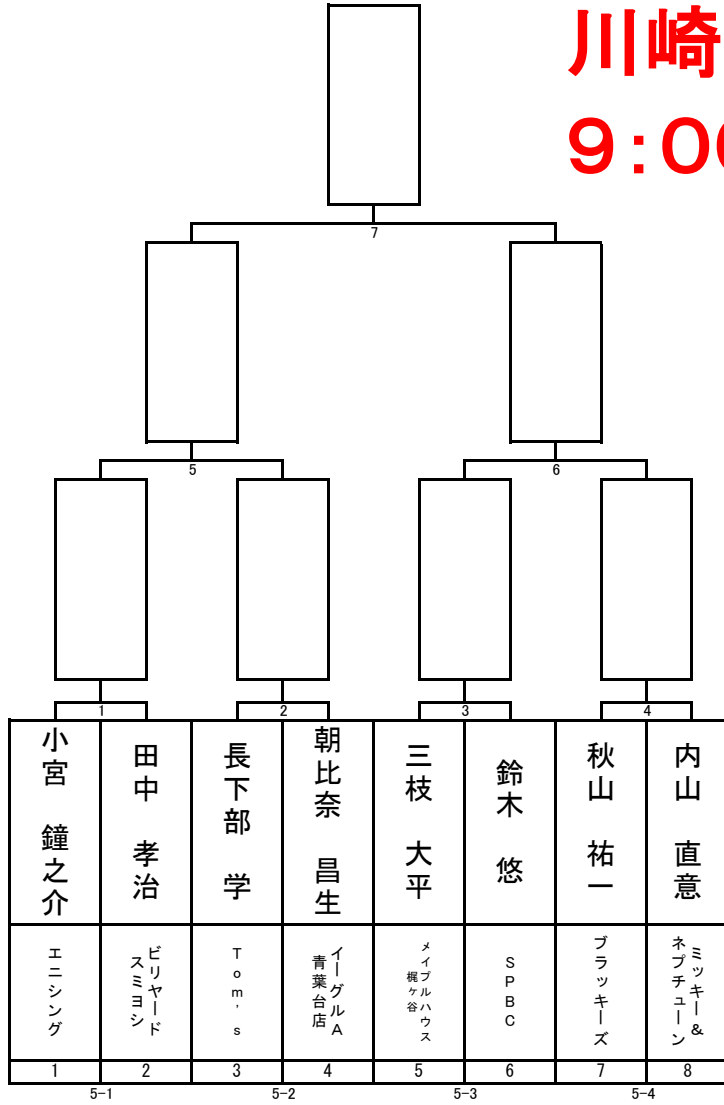 川崎
9:00
7
5
6
1
2
3
4
小宮 鐘之介
田中 孝治
長下部 学
朝比奈 昌生
三枝 大平
鈴木 悠
秋山 祐一
内山 直意
エニシング
ビリヤード
スミヨシ
Tom's
イーグルA
青葉台店
メイプルハウス
梶ヶ谷
SPBC
ブラッキーズ
ミッキー&
ネプチューン
1
2
3
4
5
6
7
8
5-1
5-2
5-3
5-4